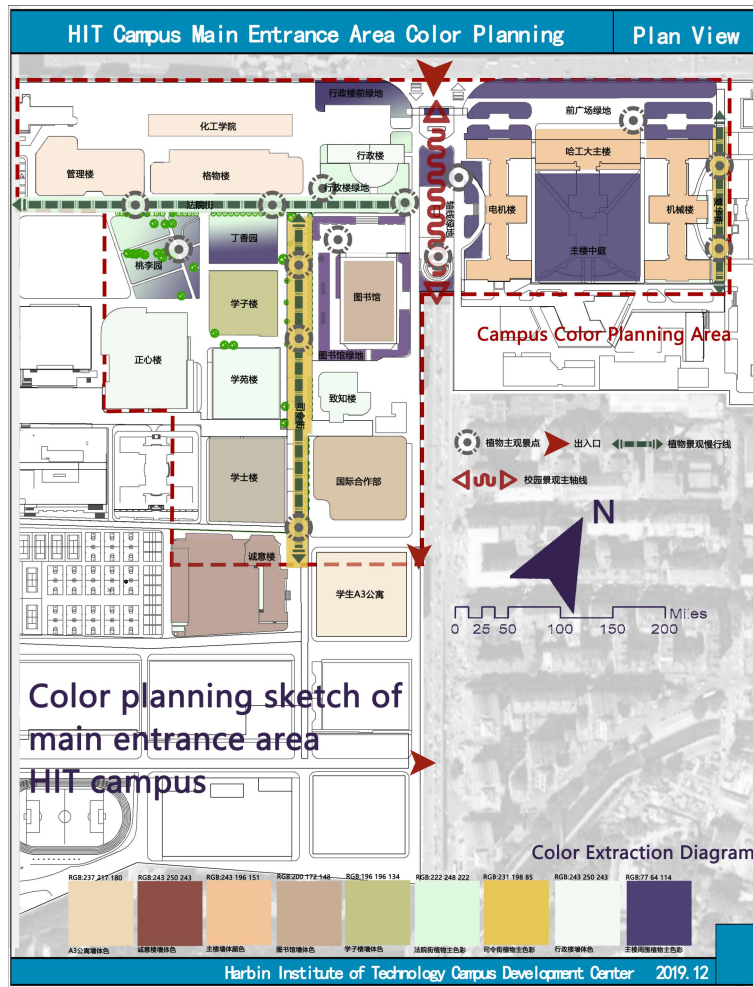 HIT Campus Main Entrance Area Color Planning
Plan View
行政楼前绿地
前广场绿地
化工学院
行政楼
哈工大主楼
管理楼
格物楼
行政楼绿地
法院街
轴线绿地
电机楼
机械楼
主楼中庭
丁香园
桃李园
图书馆
学子楼
Campus Color Planning Area
正心楼
图书馆绿地
学苑楼
致知楼
司令街
植物主观景点
出入口
植物景观慢行线
学士楼
国际合作部
校园景观主轴线
N
诚意楼
学生A3公寓
Miles
0 25 50 100 150 200
Color planning sketch of
main entrance area
HIT campus
Color Extraction Diagram
RGB:237 217 180
RGB:243 250 243
RGB:243 196 151
RGB:200 172 148
RGB:196 196 134
RGB:222 248 222
RGB:231 198 85
RGB:243 250 243
RGB:77 64 114
A3公寓墙体色
诚意楼墙体色
主楼墙体颜色
图书馆墙体色
学子楼墙体色
法院街植物主色彩
司令街植物主色彩
行政楼墙体色
主楼周围植物主色彩
Harbin Institute of Technology Campus Development Center 2019.12